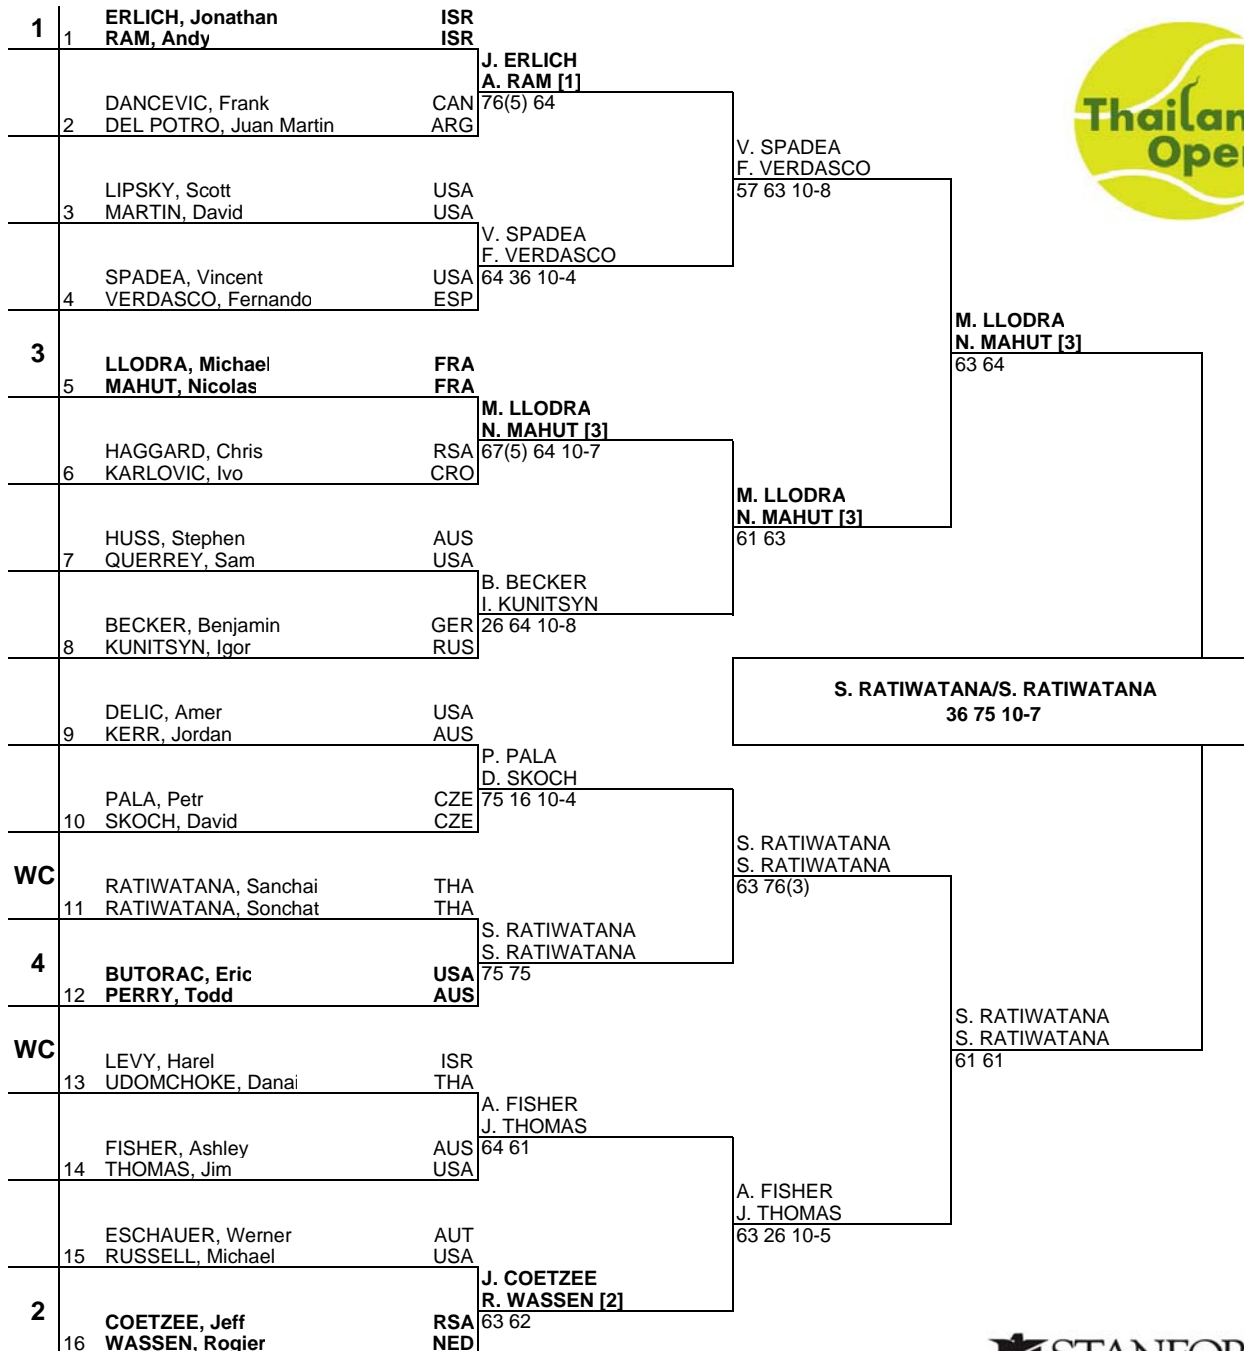 1
ERLICH, Jonathan ISR
1 RAM, Andy ISR
J. ERLICH
A. RAM [1]
76(5) 64
DANCEVIC, Frank CAN
2 DEL POTRO, Juan Martin ARG
V. SPADEA
F. VERDASCO
57 63 10-8
LIPSKY, Scott USA
3 MARTIN, David USA
V. SPADEA
F. VERDASCO
64 36 10-4
SPADEA, Vincent USA
4 VERDASCO, Fernando ESP
M. LLODRA
N. MAHUT [3]
63 64
3
LLODRA, Michael FRA
5 MAHUT, Nicolas FRA
M. LLODRA
N. MAHUT [3]
67(5) 64 10-7
HAGGARD, Chris RSA
6 KARLOVIC, Ivo CRO
M. LLODRA
N. MAHUT [3]
61 63
HUSS, Stephen AUS
7 QUERREY, Sam USA
B. BECKER
I. KUNITSYN
26 64 10-8
BECKER, Benjamin GER
8 KUNITSYN, Igor RUS
S. RATIWATANA/S. RATIWATANA
36 75 10-7
DELIC, Amer USA
9 KERR, Jordan AUS
P. PALA
D. SKOCH
75 16 10-4
PALA, Petr CZE
10 SKOCH, David CZE
S. RATIWATANA
S. RATIWATANA
63 76(3)
WC
RATIWATANA, Sanchai THA
11 RATIWATANA, Sonchat THA
S. RATIWATANA
S. RATIWATANA
75 75
4
BUTORAC, Eric USA
12 PERRY, Todd AUS
S. RATIWATANA
S. RATIWATANA
61 61
WC
LEVY, Harel ISR
13 UDOMCHOKE, Danai THA
A. FISHER
J. THOMAS
64 61
FISHER, Ashley AUS
14 THOMAS, Jim USA
A. FISHER
J. THOMAS
63 26 10-5
ESCHAUER, Werner AUT
15 RUSSELL, Michael USA
J. COETZEE
R. WASSEN [2]
63 62
2
COETZEE, Jeff RSA
16 WASSEN, Rogier NED
Thailan
Ope
STANFOR